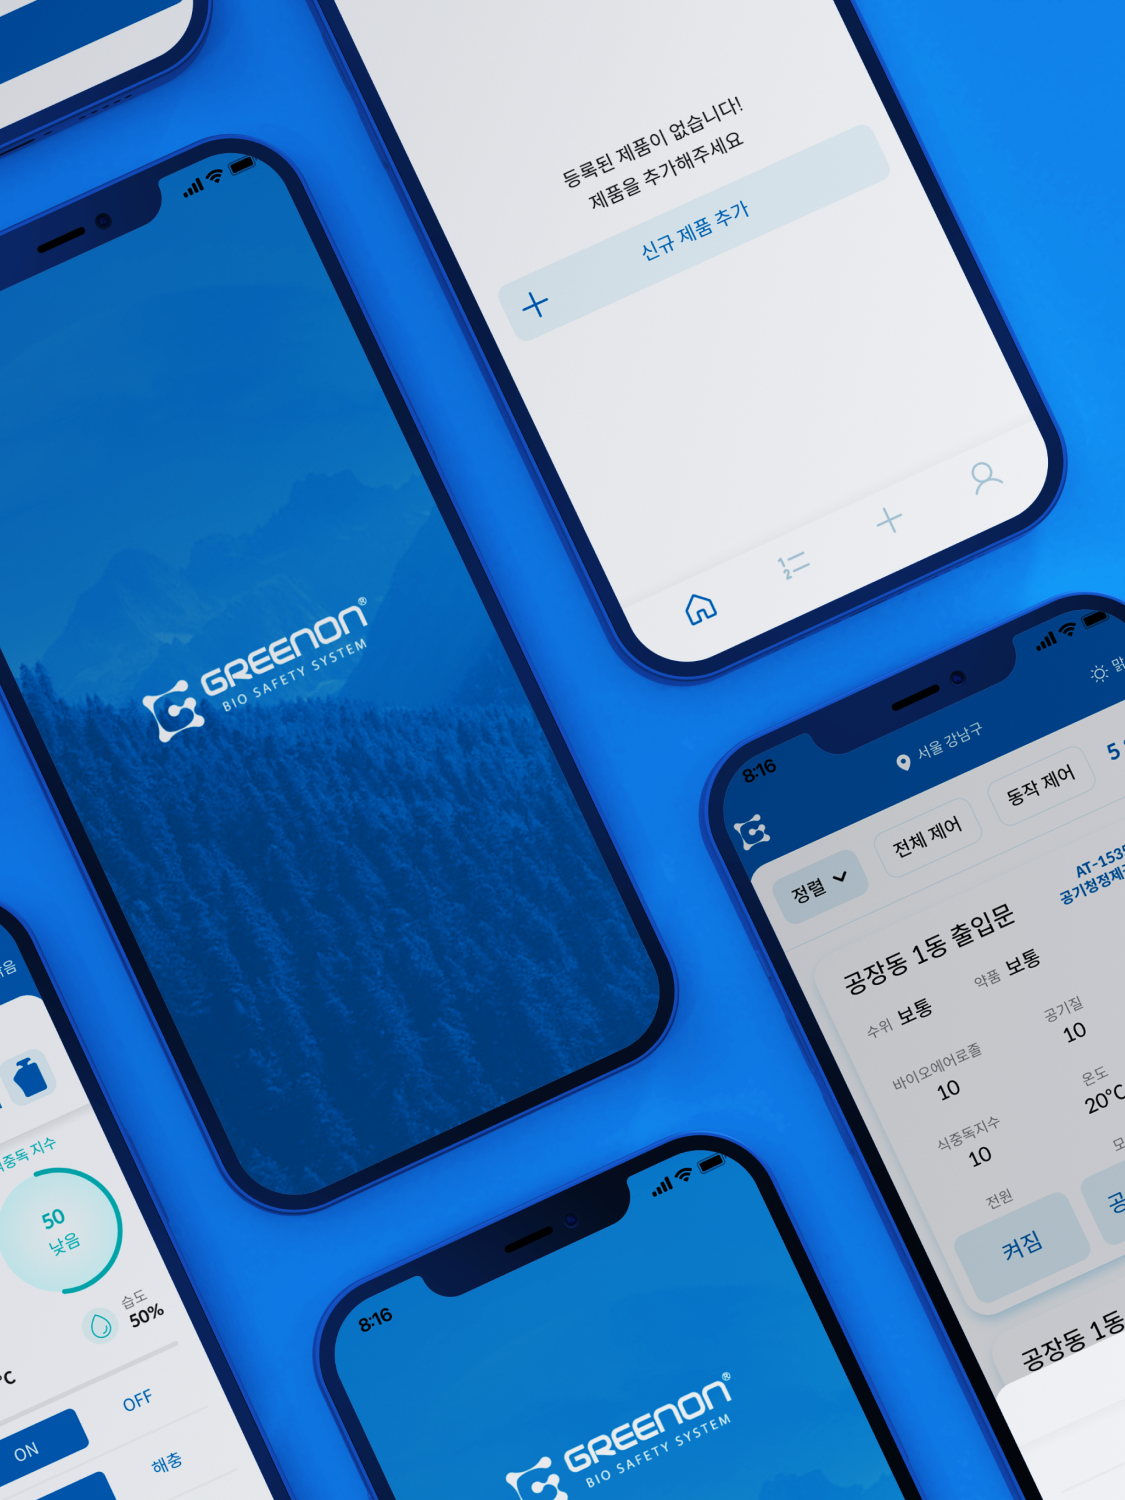 등록된 제품이 없습니다!
제품을 추가해주세요
신규 제품 추가
1
2
GREENON®
BIO SAFETY SYSTEM
8:16
서울 강남구
정렬
전체 제어
동작 제어
5
AT-153
공기청정제
공장동 1동 출입문
수위 보통
약품 보통
바이오에어로졸
10
공기질
10
식중독지수
10
온도
20°C
전원
켜짐
공
공장동 1동
지수
50
낮음
습도
50%
°C
ON
OFF
해충
8:16
GREENON®
BIO SAFETY SYSTEM